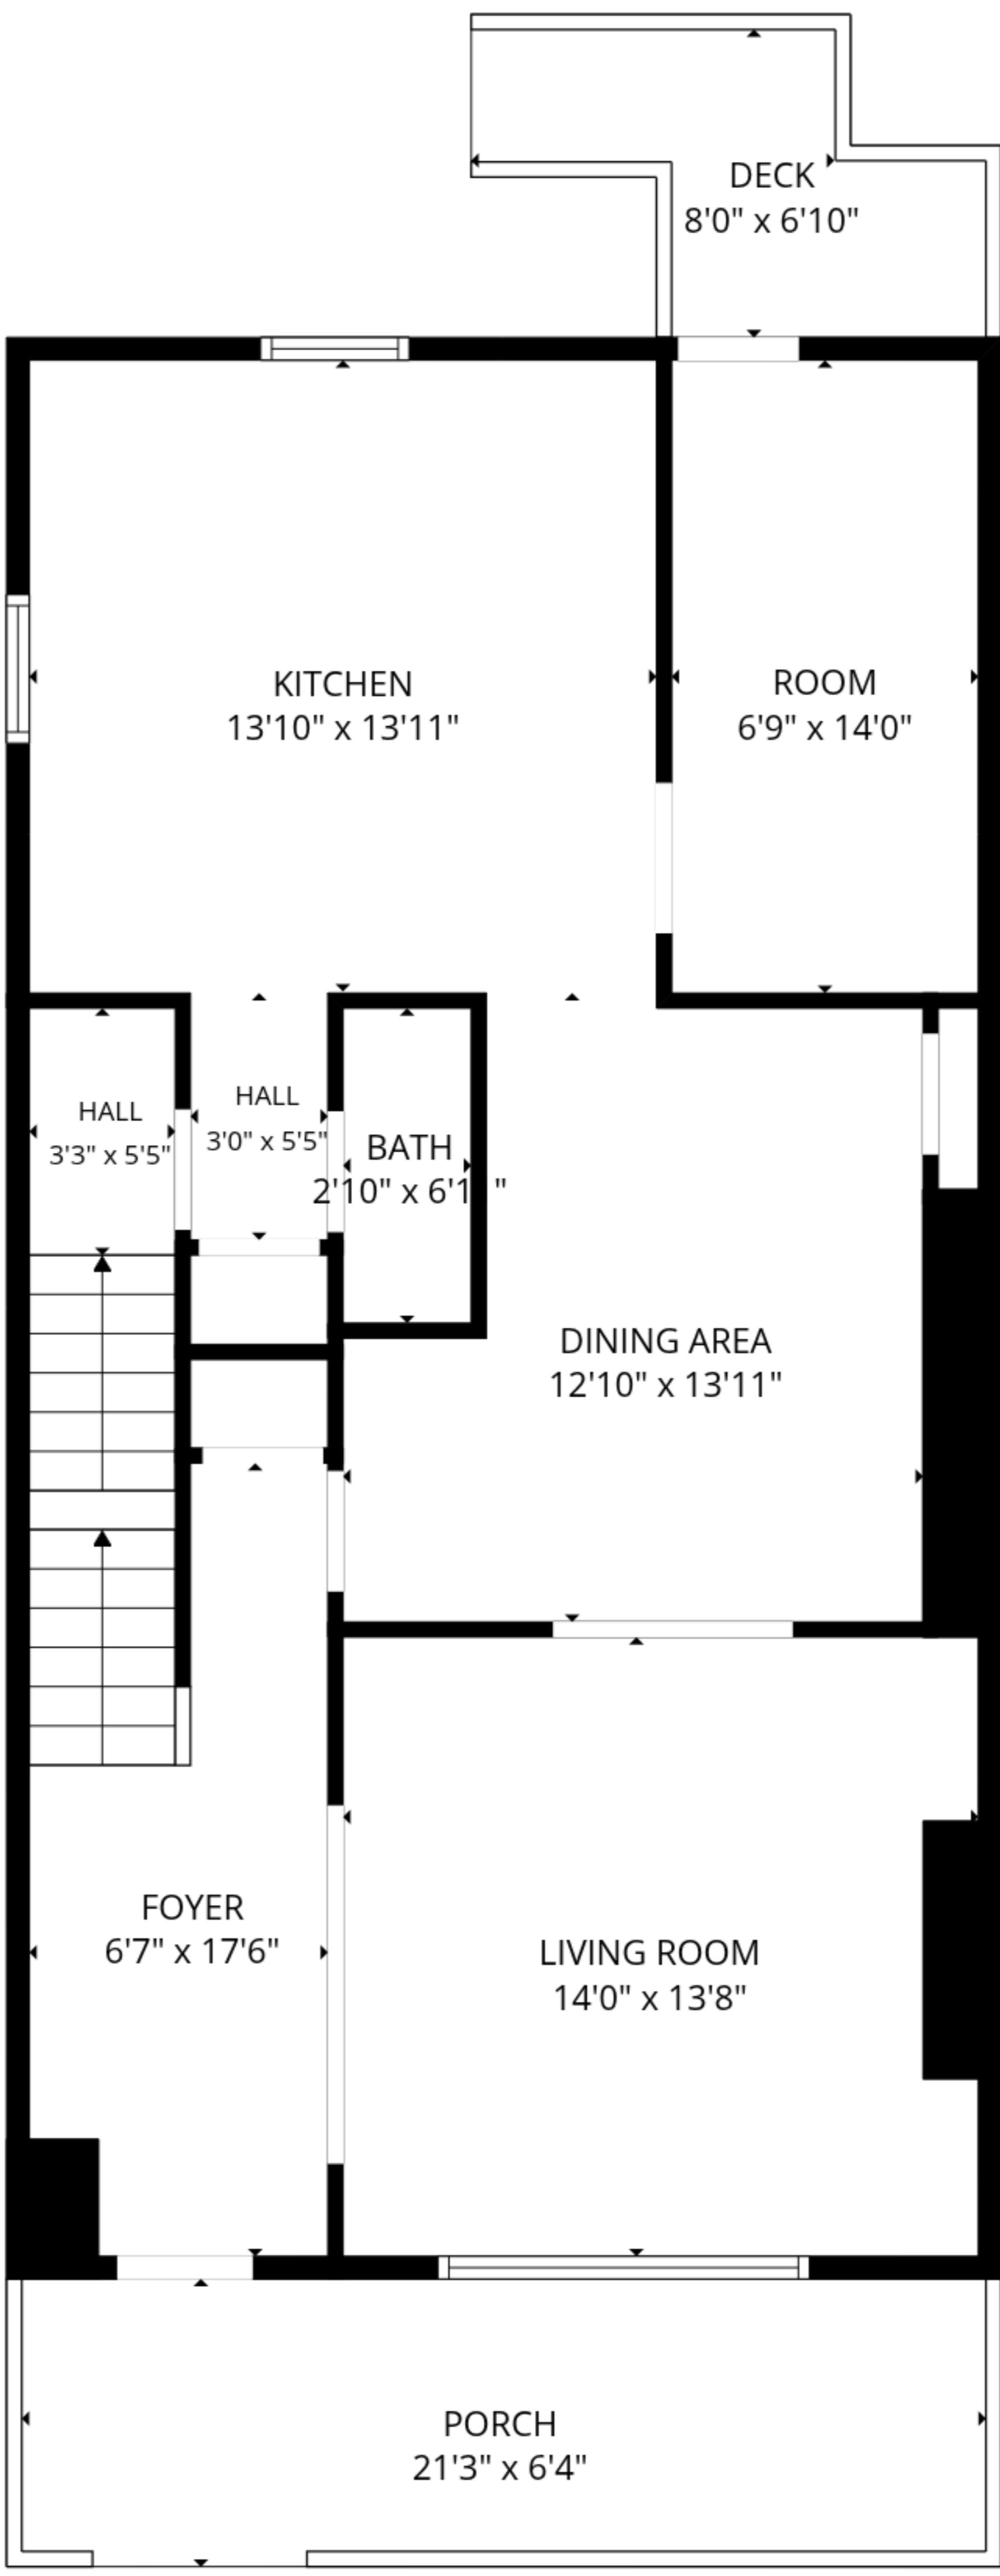 DECK
8'0" x 6'10"
KITCHEN
13'10" x 13'11"
ROOM
6'9" x 14'0"
HALL
3'3" x 5'5"
HALL
3'0" x 5'5"
BATH
2'10" x
DINING AREA
12'10" x 13'11"
FOYER
6'7" x 17'6"
LIVING ROOM
14'0" x 13'8"
PORCH
21'3" x 6'4"